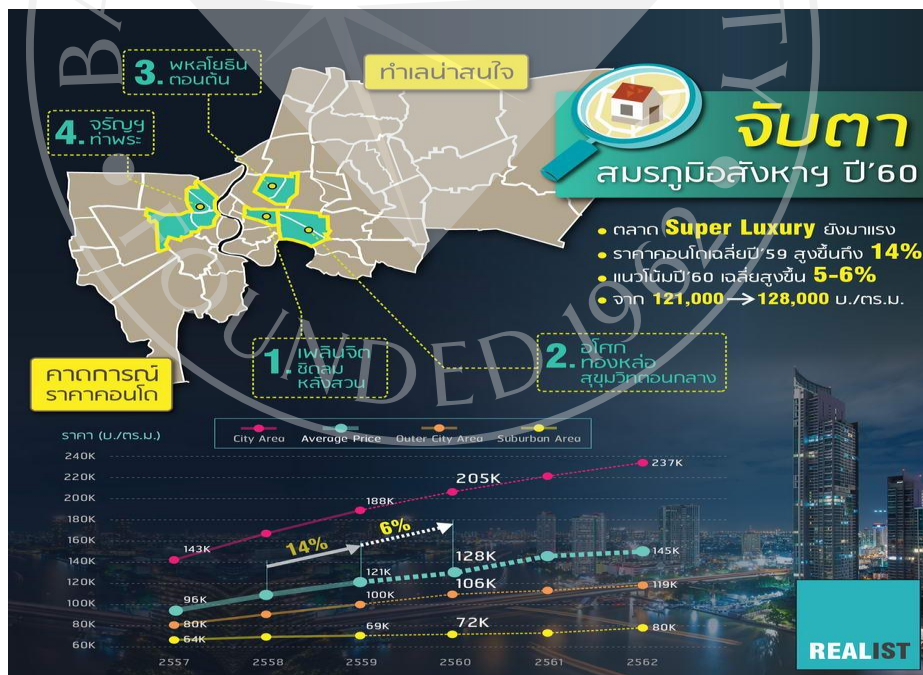 BA
TY
FOUNDED 1962
3. พหลโยธิน
ตอนต้น
ทำเลน่าสนใจ
4. จรัญฯ
ท่าพระ
จับตา
สมรภูมิอสังหาฯ ปี'60
• ตลาด Super Luxury ยังมาแรง
• ราคาคอนโดเฉลี่ยปี'59 สูงขึ้นถึง 14%
• แนวโน้มปี'60 เฉลี่ยสูงขึ้น 5-6%
• จาก 121,000 → 128,000 บ./ตร.ม.
1. เพลินจิต
ชิดลม
หลังสวน
2. อโศก
ทองหล่อ
สุขุมวิทตอนกลาง
คาดการณ์
ราคาคอนโด
ราคา (บ./ตร.ม.)
City Area Average Price Outer City Area Suburban Area
240K
220K
200K
180K
160K
140K
120K
100K
80K
60K
143K
188K
205K
237K
14%
6%
96K
121K
128K
145K
80K
100K
106K
119K
64K
69K
72K
80K
2557 2558 2559 2560 2561 2562
REALIST